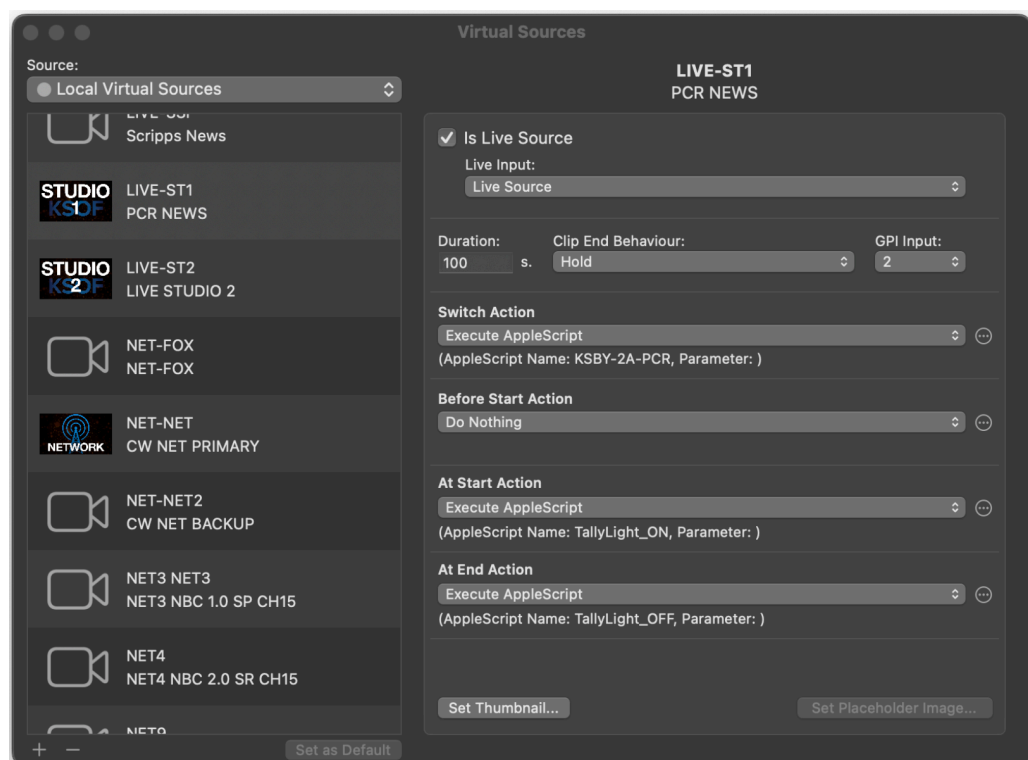 Virtual Sources
Source:
Local Virtual Sources
LIVE-SSI
Scripps News
STUDIO
KSOF
1
LIVE-ST1
PCR NEWS
STUDIO
KSOF
2
LIVE-ST2
LIVE STUDIO 2
NET-FOX
NET-FOX
NETWORK
NET-NET
CW NET PRIMARY
NET-NET2
CW NET BACKUP
NET3 NET3
NET3 NBC 1.0 SP CH15
NET4
NET4 NBC 2.0 SR CH15
NET9
+ −
Set as Default
LIVE-ST1
PCR NEWS
Is Live Source
Live Input:
Live Source
Duration: Clip End Behaviour: GPI Input:
100 s. Hold 2
Switch Action
Execute AppleScript
(AppleScript Name: KSBY-2A-PCR, Parameter: )
Before Start Action
Do Nothing
At Start Action
Execute AppleScript
(AppleScript Name: TallyLight_ON, Parameter: )
At End Action
Execute AppleScript
(AppleScript Name: TallyLight_OFF, Parameter: )
Set Thumbnail... Set Placeholder Image...